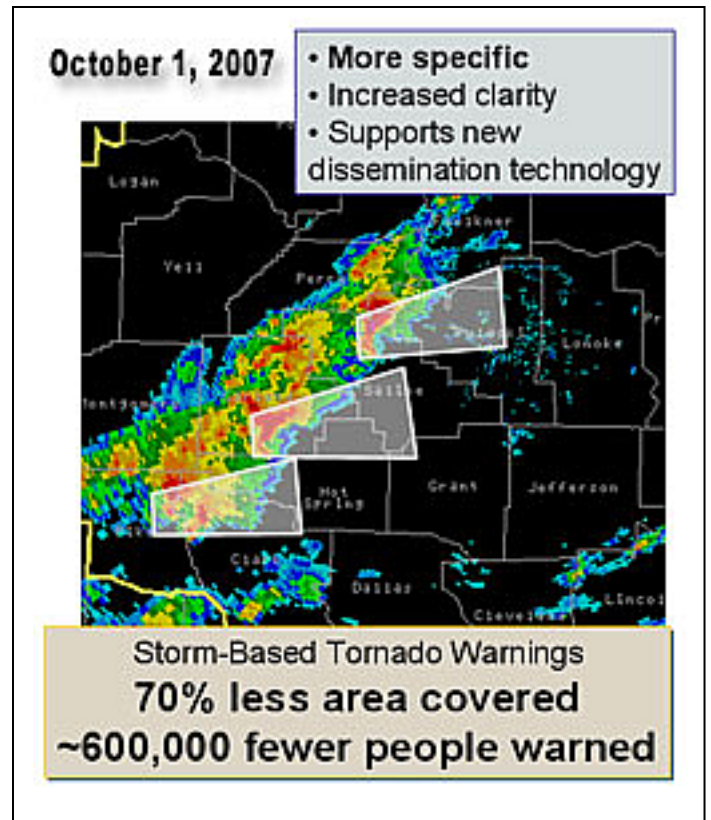 October 1, 2007
• More specific
• Increased clarity
• Supports new
dissemination technology
Logan
Yell
Lonoke
Saline
Hot
Spring
Grant
Jefferson
Dallas
Storm-Based Tornado Warnings
70% less area covered
~600,000 fewer people warned